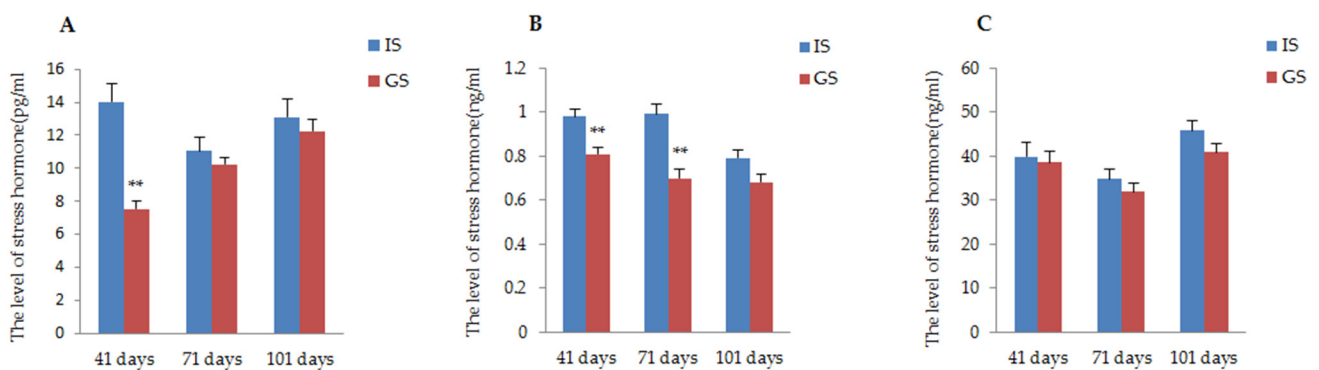 A
IS
GS
The level of stress hormone(pg/ml)
16
14
12
10
8
6
4
2
0
**
41 days 71 days 101 days
B
IS
GS
The level of stress hormone(ng/ml
1.2
1
0.8
0.6
0.4
0.2
0
**
**
41 days 71 days 101 days
C
IS
GS
The level of stress hormone(ng/ml)
60
50
40
30
20
10
0
41 days 71 days 101 days